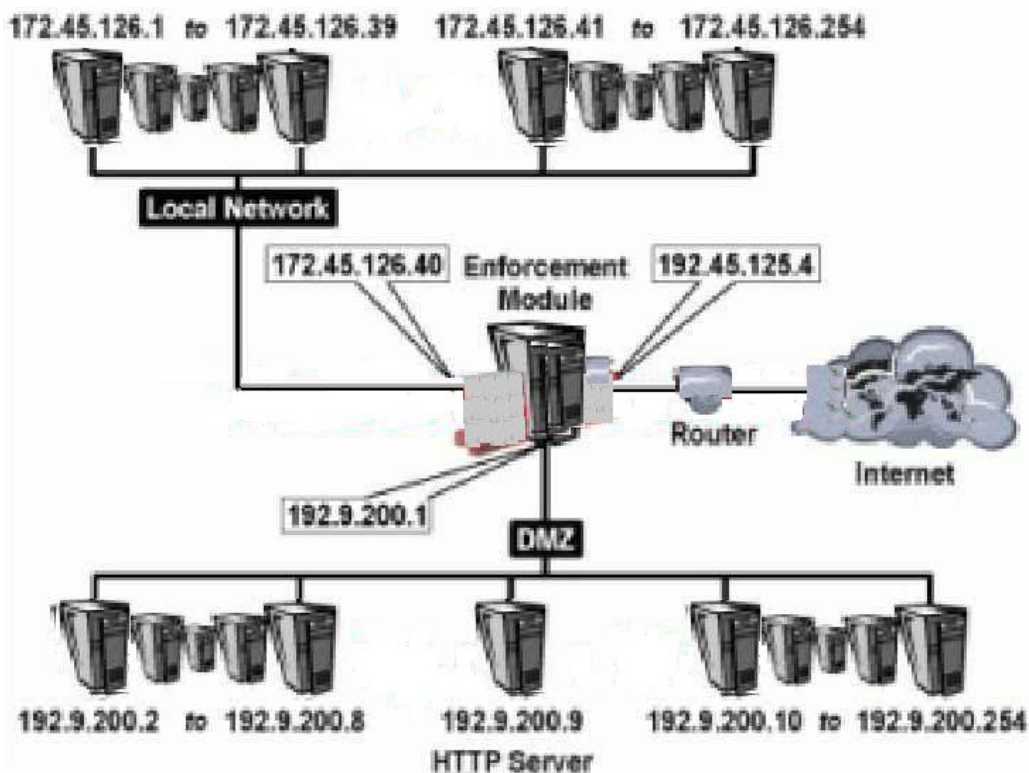 172.45.126.1 to 172.45.126.39 172.45.126.41 to 172.45.126.254
Local Network
172.45.126.40
Enforcement
Module
192.45.125.4
Router
Internet
192.9.200.1
DMZ
192.9.200.2 to 192.9.200.8 192.9.200.9 192.9.200.10 to 192.9.200.254
HTTP Server